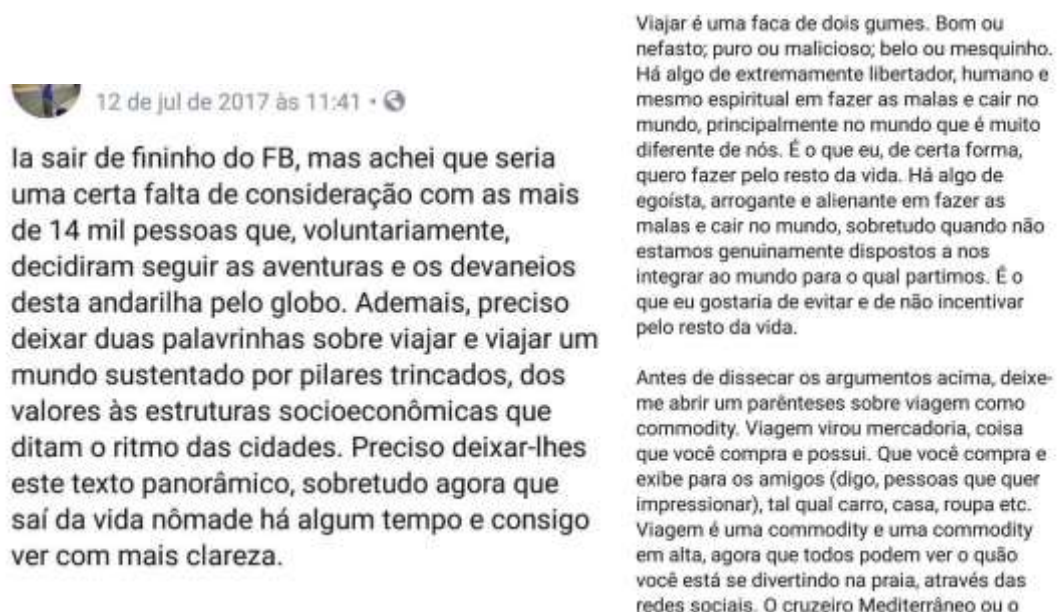 12 de jul de 2017 às 11:41 •
Ia sair de fininho do FB, mas achei que seria
uma certa falta de consideração com as mais
de 14 mil pessoas que, voluntariamente,
decidiram seguir as aventuras e os devaneios
desta andarilha pelo globo. Ademais, preciso
deixar duas palavrinhas sobre viajar e viajar um
mundo sustentado por pilares trincados, dos
valores às estruturas socioeconômicas que
ditam o ritmo das cidades. Preciso deixar-lhes
este texto panorâmico, sobretudo agora que
saí da vida nômade há algum tempo e consigo
ver com mais clareza.
Viajar é uma faca de dois gumes. Bom ou
nefasto; puro ou malicioso; belo ou mesquinho.
Há algo de extremamente libertador, humano e
mesmo espiritual em fazer as malas e cair no
mundo, principalmente no mundo que é muito
diferente de nós. É o que eu, de certa forma,
quero fazer pelo resto da vida. Há algo de
egoísta, arrogante e alienante em fazer as
malas e cair no mundo, sobretudo quando não
estamos genuinamente dispostos a nos
integrar ao mundo para o qual partimos. É o
que eu gostaria de evitar e de não incentivar
pelo resto da vida.
Antes de dissecar os argumentos acima, deixe-
me abrir um parênteses sobre viagem como
commodity. Viagem virou mercadoria, coisa
que você compra e possui. Que você compra e
exibe para os amigos (digo, pessoas que quer
impressionar), tal qual carro, casa, roupa etc.
Viagem é uma commodity e uma commodity
em alta, agora que todos podem ver o quão
você está se divertindo na praia, através das
redes sociais. O cruzeiro Mediterrâneo ou o